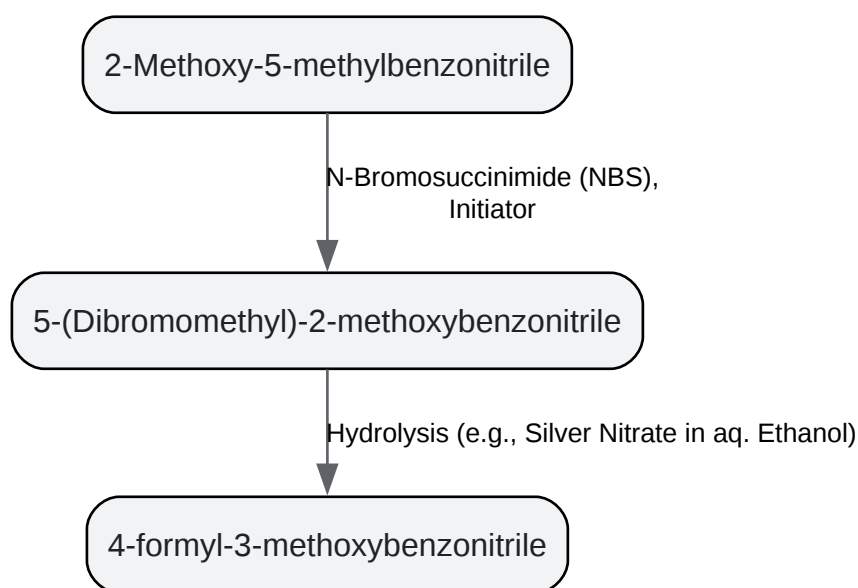 2-Methoxy-5-methylbenzonitrile
N-Bromosuccinimide (NBS),
Initiator
5-(Dibromomethyl)-2-methoxybenzonitrile
Hydrolysis (e.g., Silver Nitrate in aq. Ethanol)
4-formyl-3-methoxybenzonitrile